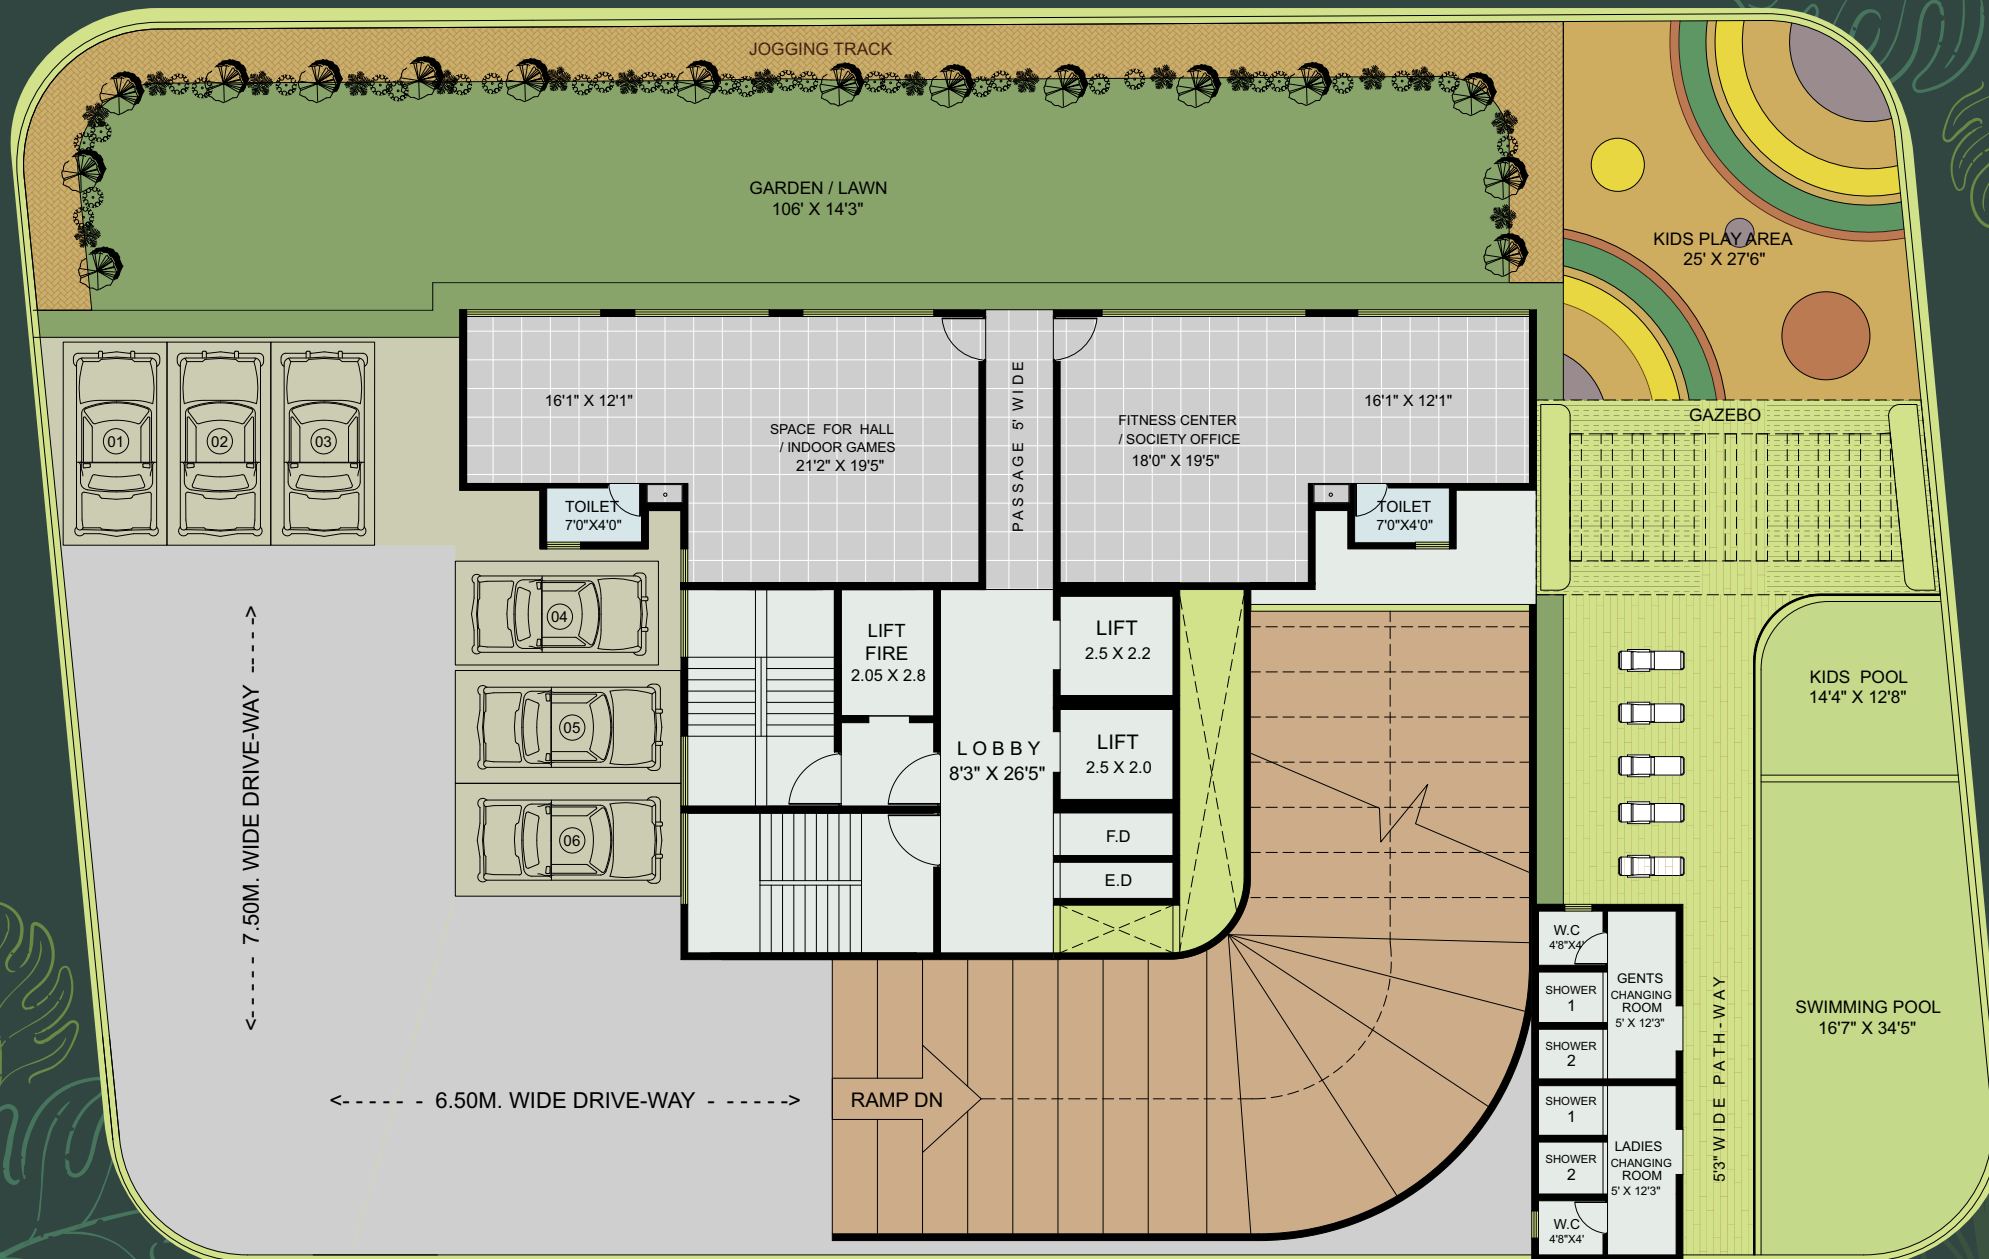 JOGGING TRACK
GARDEN / LAWN
106' X 14'3"
KIDS PLAY AREA
25' X 27'6"
01
02
03
16'1" X 12'1"
SPACE FOR HALL
/ INDOOR GAMES
21'2" X 19'5"
PASSAGE 5' WIDE
FITNESS CENTER
/ SOCIETY OFFICE
18'0" X 19'5"
16'1" X 12'1"
GAZEBO
TOILET
7'0"X4'0"
TOILET
7'0"X4'0"
04
05
06
LIFT
FIRE
2.05 X 2.8
LIFT
2.5 X 2.2
LOBBY
8'3" X 26'5"
LIFT
2.5 X 2.0
F.D
E.D
KIDS POOL
14'4" X 12'8"
7.50M. WIDE DRIVE-WAY
6.50M. WIDE DRIVE-WAY
RAMP DN
W.C
4'8"X4'
SHOWER
1
SHOWER
2
GENTS
CHANGING
ROOM
5' X 12'3"
SHOWER
1
SHOWER
2
LADIES
CHANGING
ROOM
5' X 12'3"
W.C
4'8"X4'
5'3" WIDE PATH-WAY
SWIMMING POOL
16'7" X 34'5"